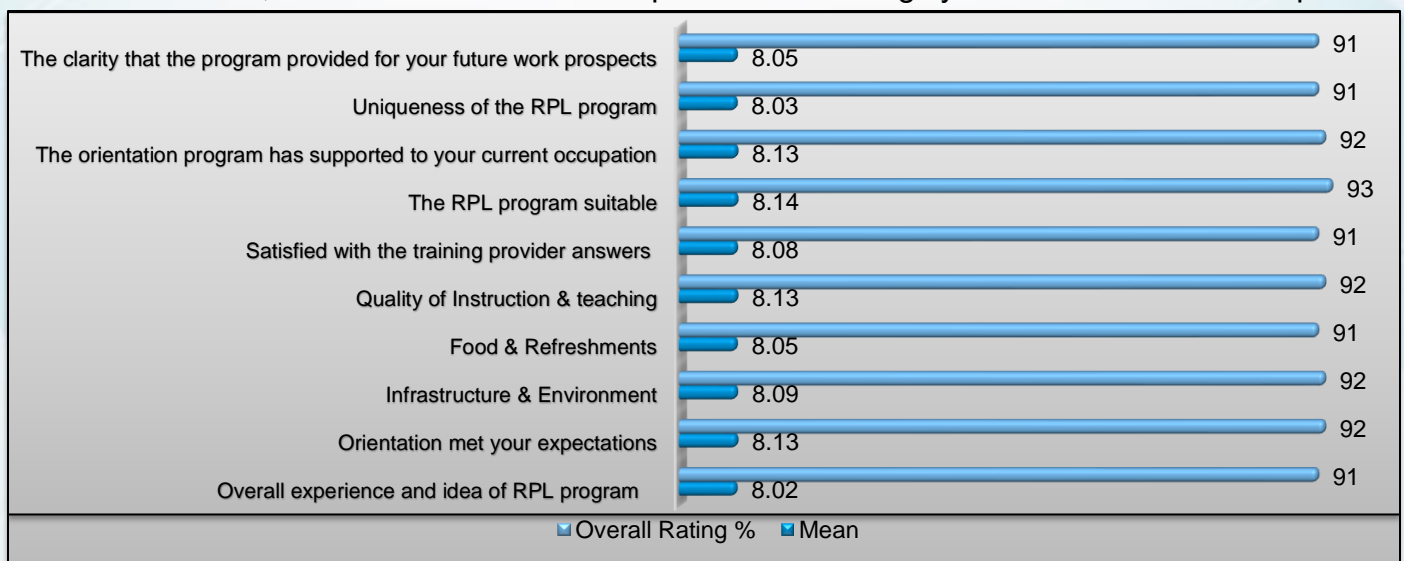 The clarity that the program provided for your future work prospects 91
8.05
Uniqueness of the RPL program 91
8.03
The orientation program has supported to your current occupation 92
8.13
The RPL program suitable 93
8.14
Satisfied with the training provider answers 91
8.08
Quality of Instruction & teaching 92
8.13
Food & Refreshments 91
8.05
Infrastructure & Environment 92
8.09
Orientation met your expectations 92
8.13
Overall experience and idea of RPL program 91
8.02
Overall Rating % Mean